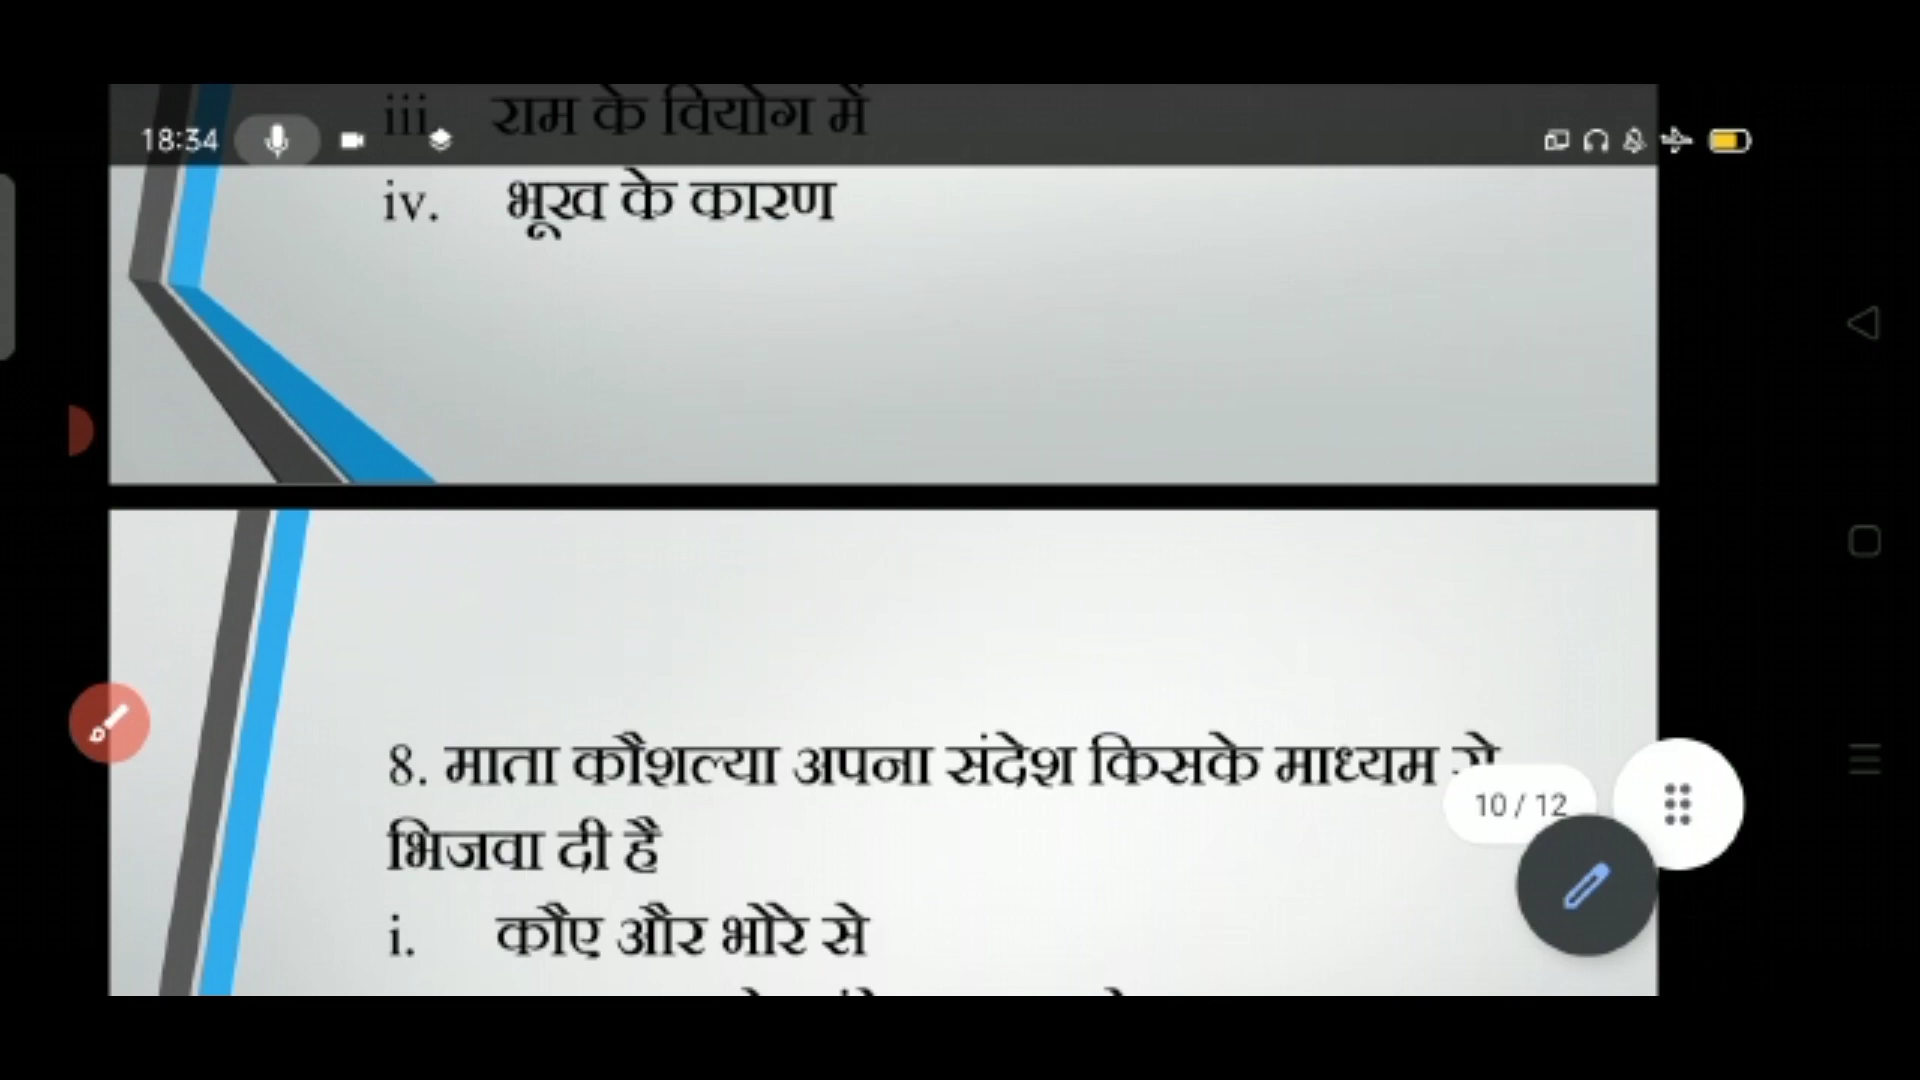 iii राम के वियोग में
18:34
iv. भूख के कारण
8. माता कौशल्या अपना संदेश किसके माध्यम से
भिजवा दी है
10 / 12
i. कौए और भोरे से